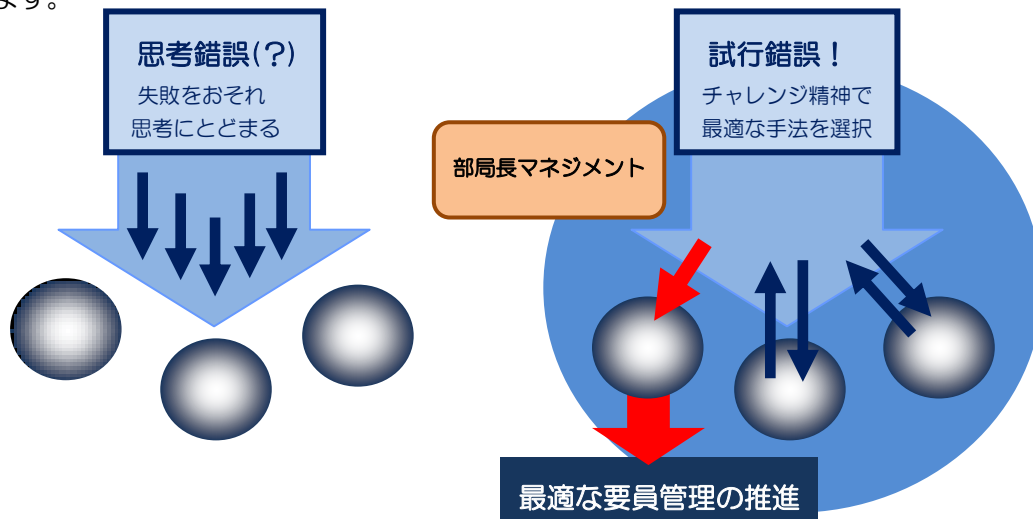 ます。
思考錯誤(？)
失敗をおそれ
思考にとどまる
試行錯誤！
チャレンジ精神で
最適な手法を選択
部局長マネジメント
最適な要員管理の推進